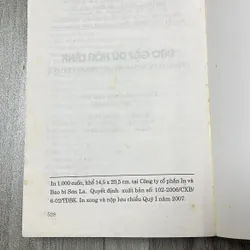 In 1.000 cuốn, khổ 14,5 x 20,5 cm, tại Công ty cổ phần In và
Bao bì Sơn La. Quyết định xuất bản số: 102-2006/CXB/
6-02/TĐBK. In xong và nộp lưu chiểu Quý I năm 2007.